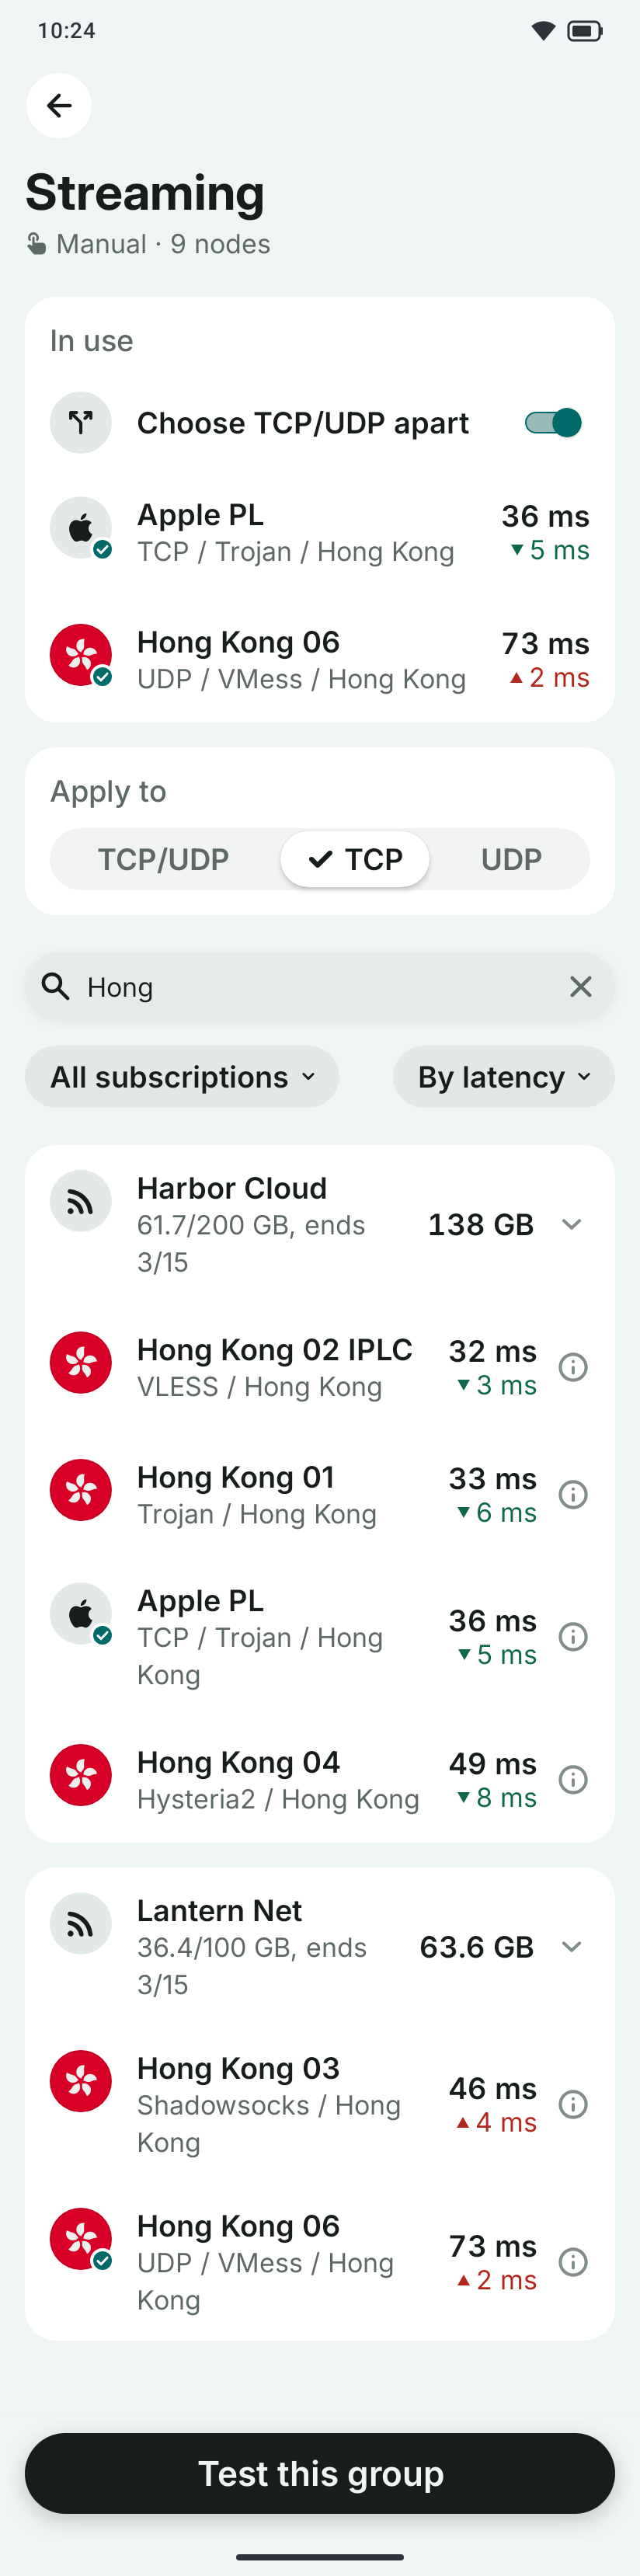 10:24
Streaming
Manual · 9 nodes
In use
Choose TCP/UDP apart
Apple PL
36 ms
TCP / Trojan / Hong Kong
▼5 ms
Hong Kong 06
73 ms
UDP / VMess / Hong Kong
▲2 ms
Apply to
TCP/UDP
TCP
UDP
Hong
All subscriptions
By latency
Harbor Cloud
61.7/200 GB, ends
3/15
138 GB
Hong Kong 02 IPLC
32 ms
VLESS / Hong Kong
▼3 ms
Hong Kong 01
33 ms
Trojan / Hong Kong
▼6 ms
Apple PL
36 ms
TCP / Trojan / Hong
Kong
▼5 ms
Hong Kong 04
49 ms
Hysteria2 / Hong Kong
▼8 ms
Lantern Net
36.4/100 GB, ends
3/15
63.6 GB
Hong Kong 03
46 ms
Shadowsocks / Hong
Kong
▲4 ms
Hong Kong 06
73 ms
UDP / VMess / Hong
Kong
▲2 ms
Test this group